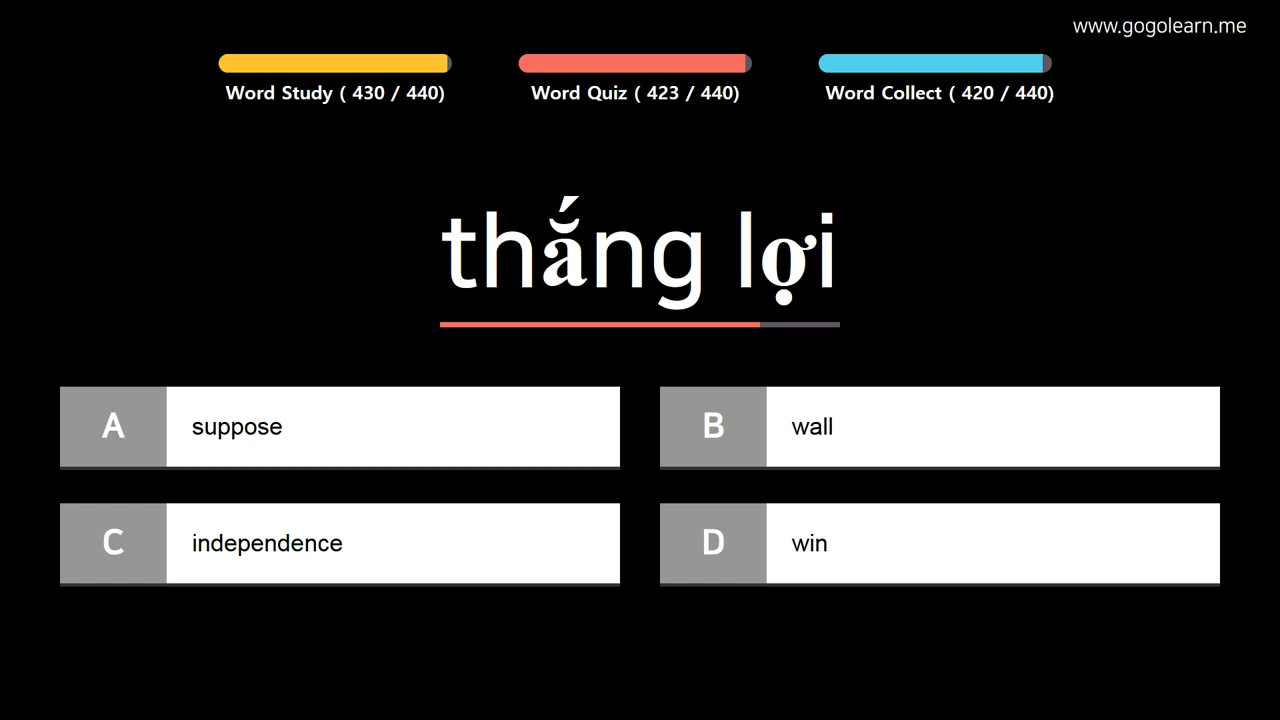 www.gogolearn.me
Word Study ( 430 / 440)
Word Quiz ( 423 / 440)
Word Collect ( 420 / 440)
thắng lợi
A suppose
B wall
C independence
D win